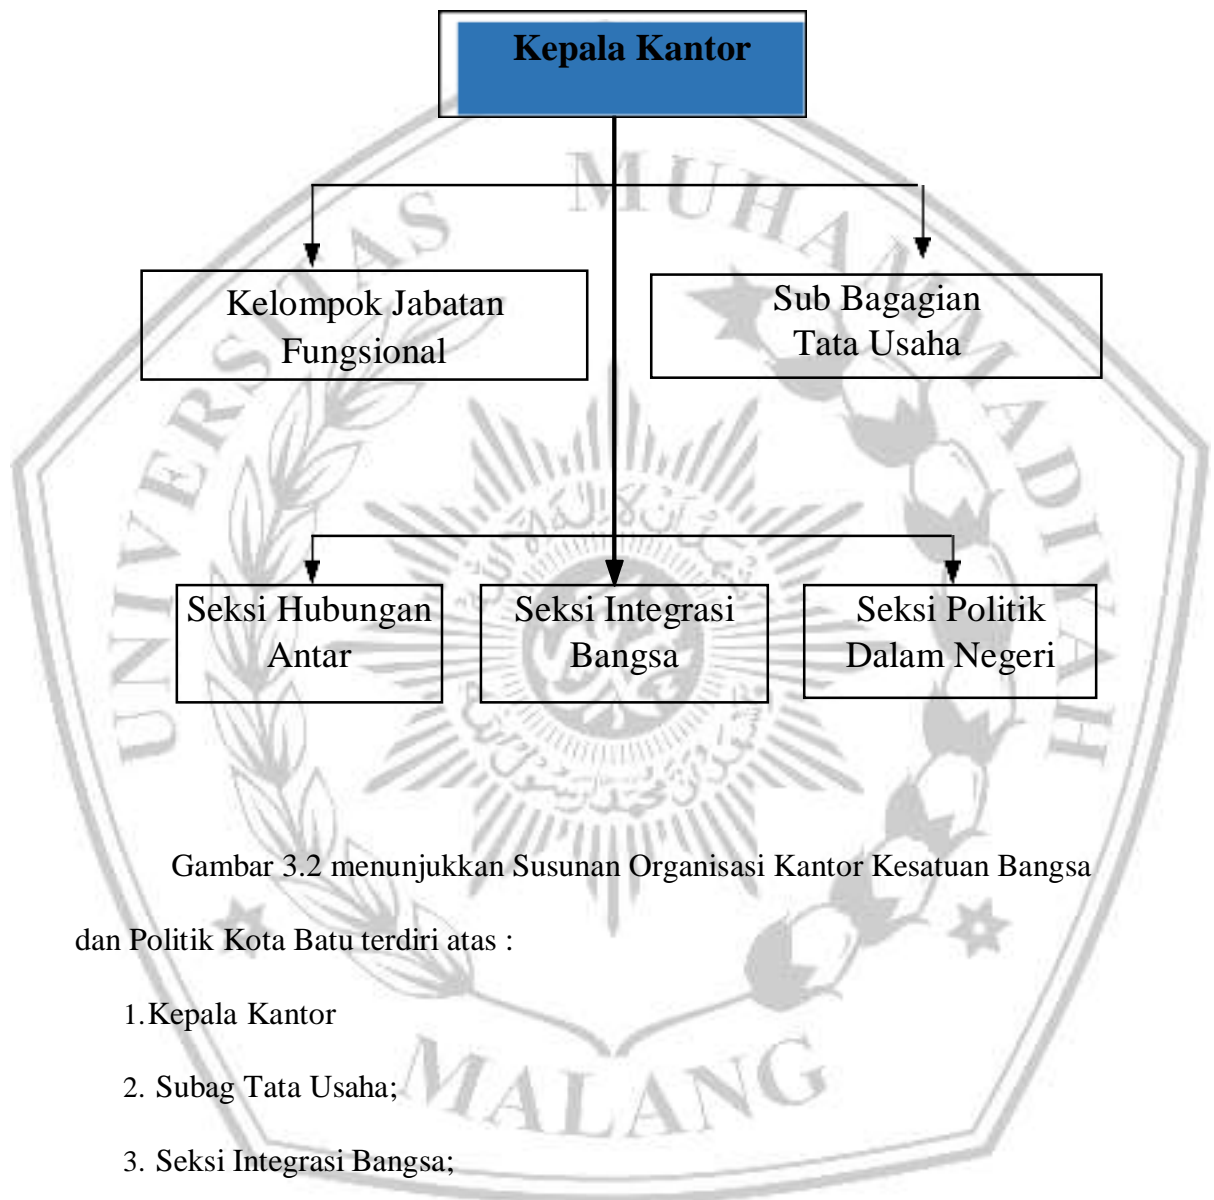 Kepala Kantor
Kelompok Jabatan
Fungsional
Sub Bagagian
Tata Usaha
Seksi Hubungan
Antar
Seksi Integrasi
Bangsa
Seksi Politik
Dalam Negeri
Gambar 3.2 menunjukkan Susunan Organisasi Kantor Kesatuan Bangsa
dan Politik Kota Batu terdiri atas :
1.Kepala Kantor
2. Subag Tata Usaha;
3. Seksi Integrasi Bangsa;
UNIVERSITAS MUHAMMADIYAH
MALANG